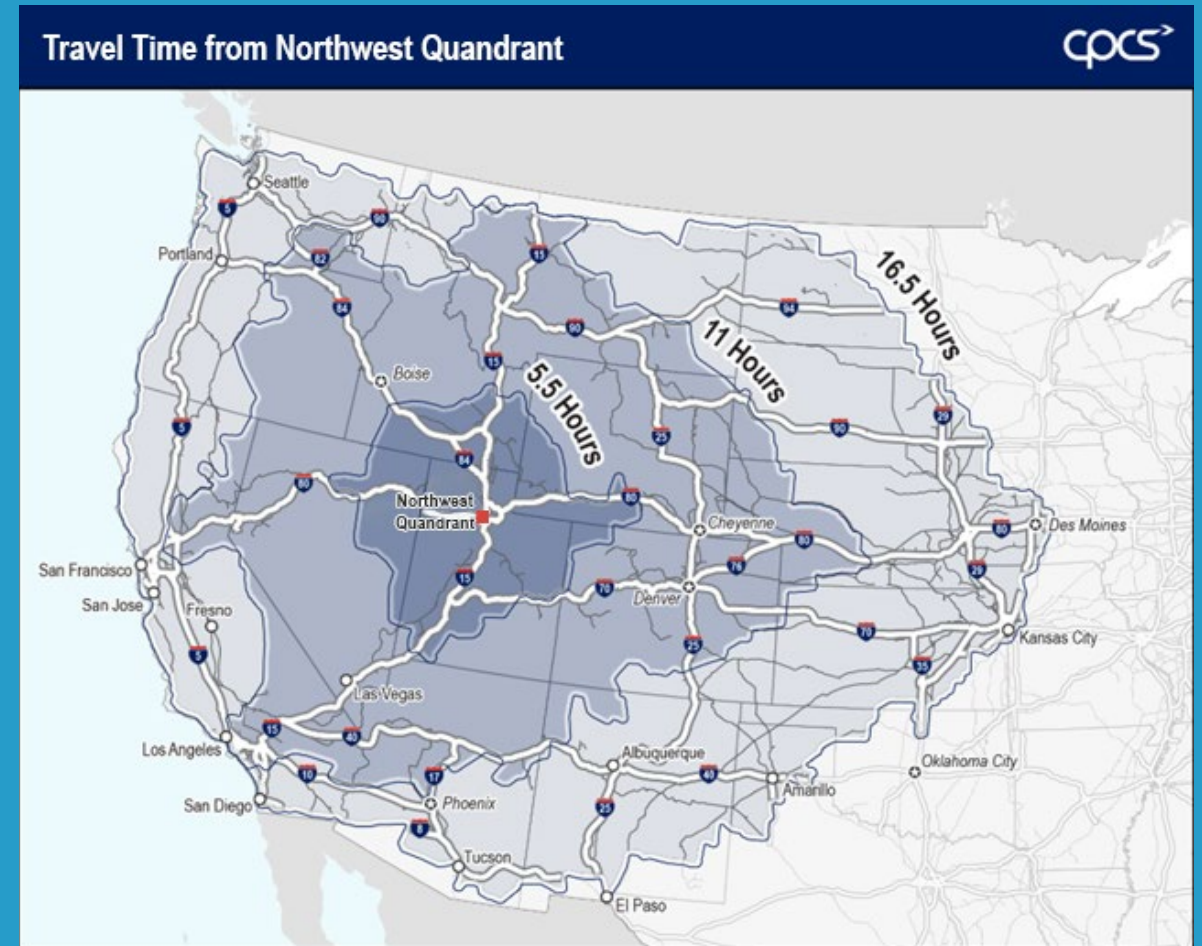 Travel Time from Northwest Quandrant
cpcs
Seattle
5
90
82
15
Portland
84
90
94
16.5 Hours
11 Hours
15
5.5 Hours
Boise
5
25
90
29
84
80
Northwest
Quandrant
80
Cheyenne
80
80
Des Moines
San Francisco
15
70
Denver
76
29
San Jose
Fresno
70
Kansas City
5
25
35
Las Vegas
15
40
Los Angeles
10
17
Albuquerque
40
Oklahoma City
Amarillo
San Diego
Phoenix
25
8
Tucson
El Paso